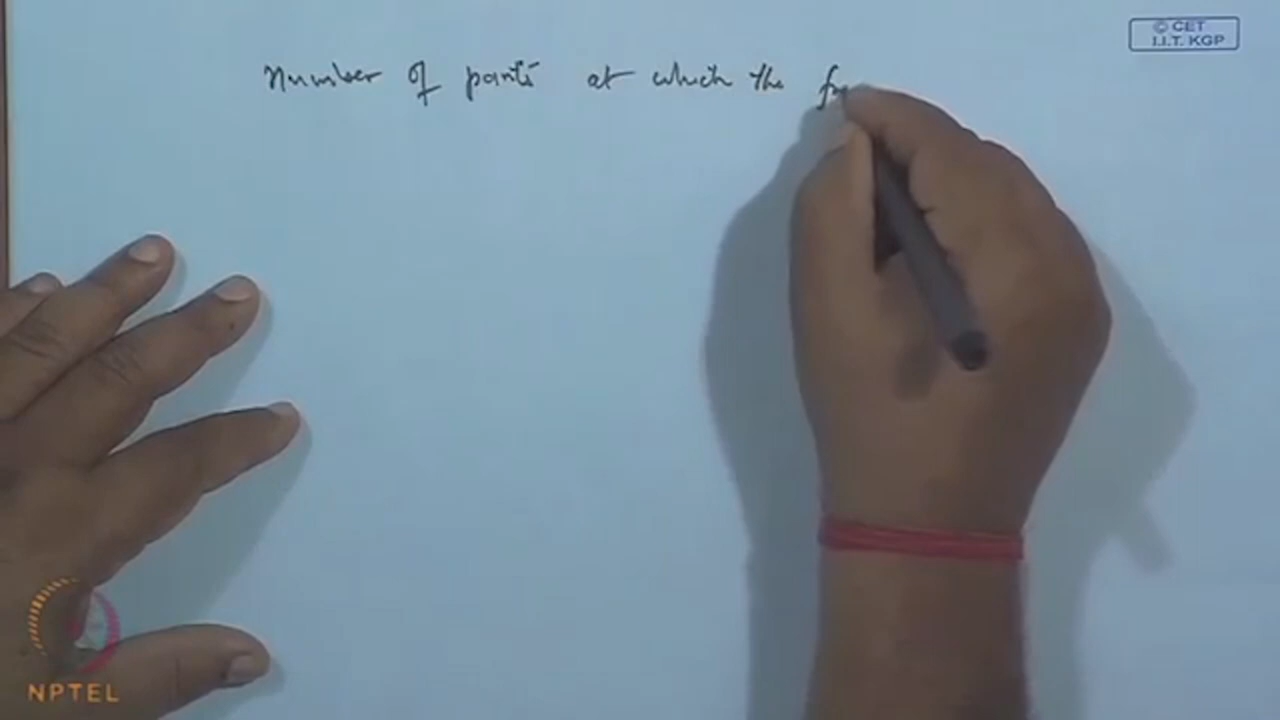 © CET
I.I.T. KGP
Number of points at which the
NPTEL